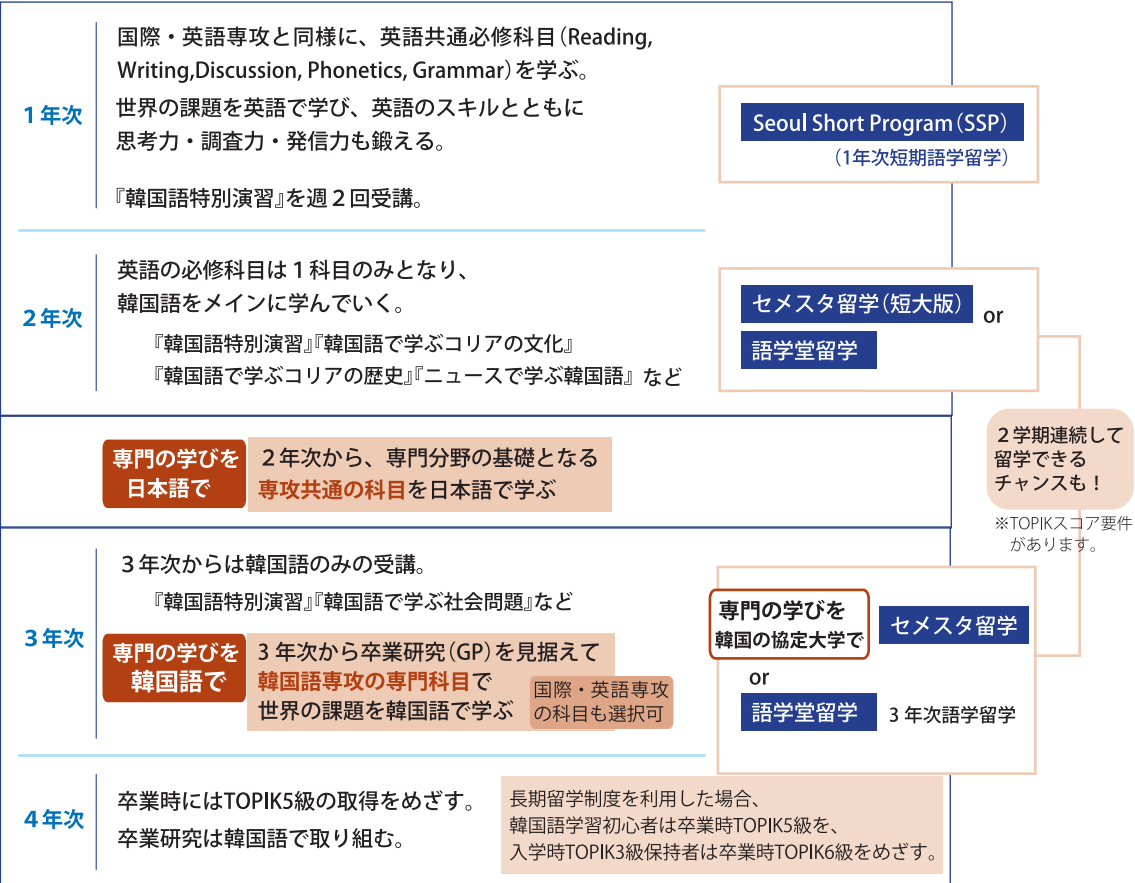 1年次
国際・英語専攻と同様に、英語共通必修科目(Reading,
Writing,Discussion, Phonetics, Grammar)を学ぶ。
世界の課題を英語で学び、英語のスキルとともに
思考力・調査力・発信力も鍛える。
『韓国語特別演習』を週2回受講。
Seoul Short Program(SSP)
(1年次短期語学留学)
2年次
英語の必修科目は1科目のみとなり、
韓国語をメインに学んでいく。
『韓国語特別演習』『韓国語で学ぶコリアの文化』
『韓国語で学ぶコリアの歴史』『ニュースで学ぶ韓国語』など
セメスタ留学(短大版)
or
語学堂留学
2学期連続して
留学できる
チャンスも!
※TOPIKスコア要件
があります。
専門の学びを
日本語で
2年次から、専門分野の基礎となる
専攻共通の科目を日本語で学ぶ
3年次
3年次からは韓国語のみの受講。
『韓国語特別演習』『韓国語で学ぶ社会問題』など
専門の学びを
韓国語で
3年次から卒業研究(GP)を見据えて
韓国語専攻の専門科目で
世界の課題を韓国語で学ぶ
国際・英語専攻
の科目も選択可
専門の学びを
韓国の協定大学で
セメスタ留学
or
語学堂留学
3年次語学留学
4年次
卒業時にはTOPIK5級の取得をめざす。
卒業研究は韓国語で取り組む。
長期留学制度を利用した場合、
韓国語学習初心者は卒業時TOPIK5級を、
入学時TOPIK3級保持者は卒業時TOPIK6級をめざす。